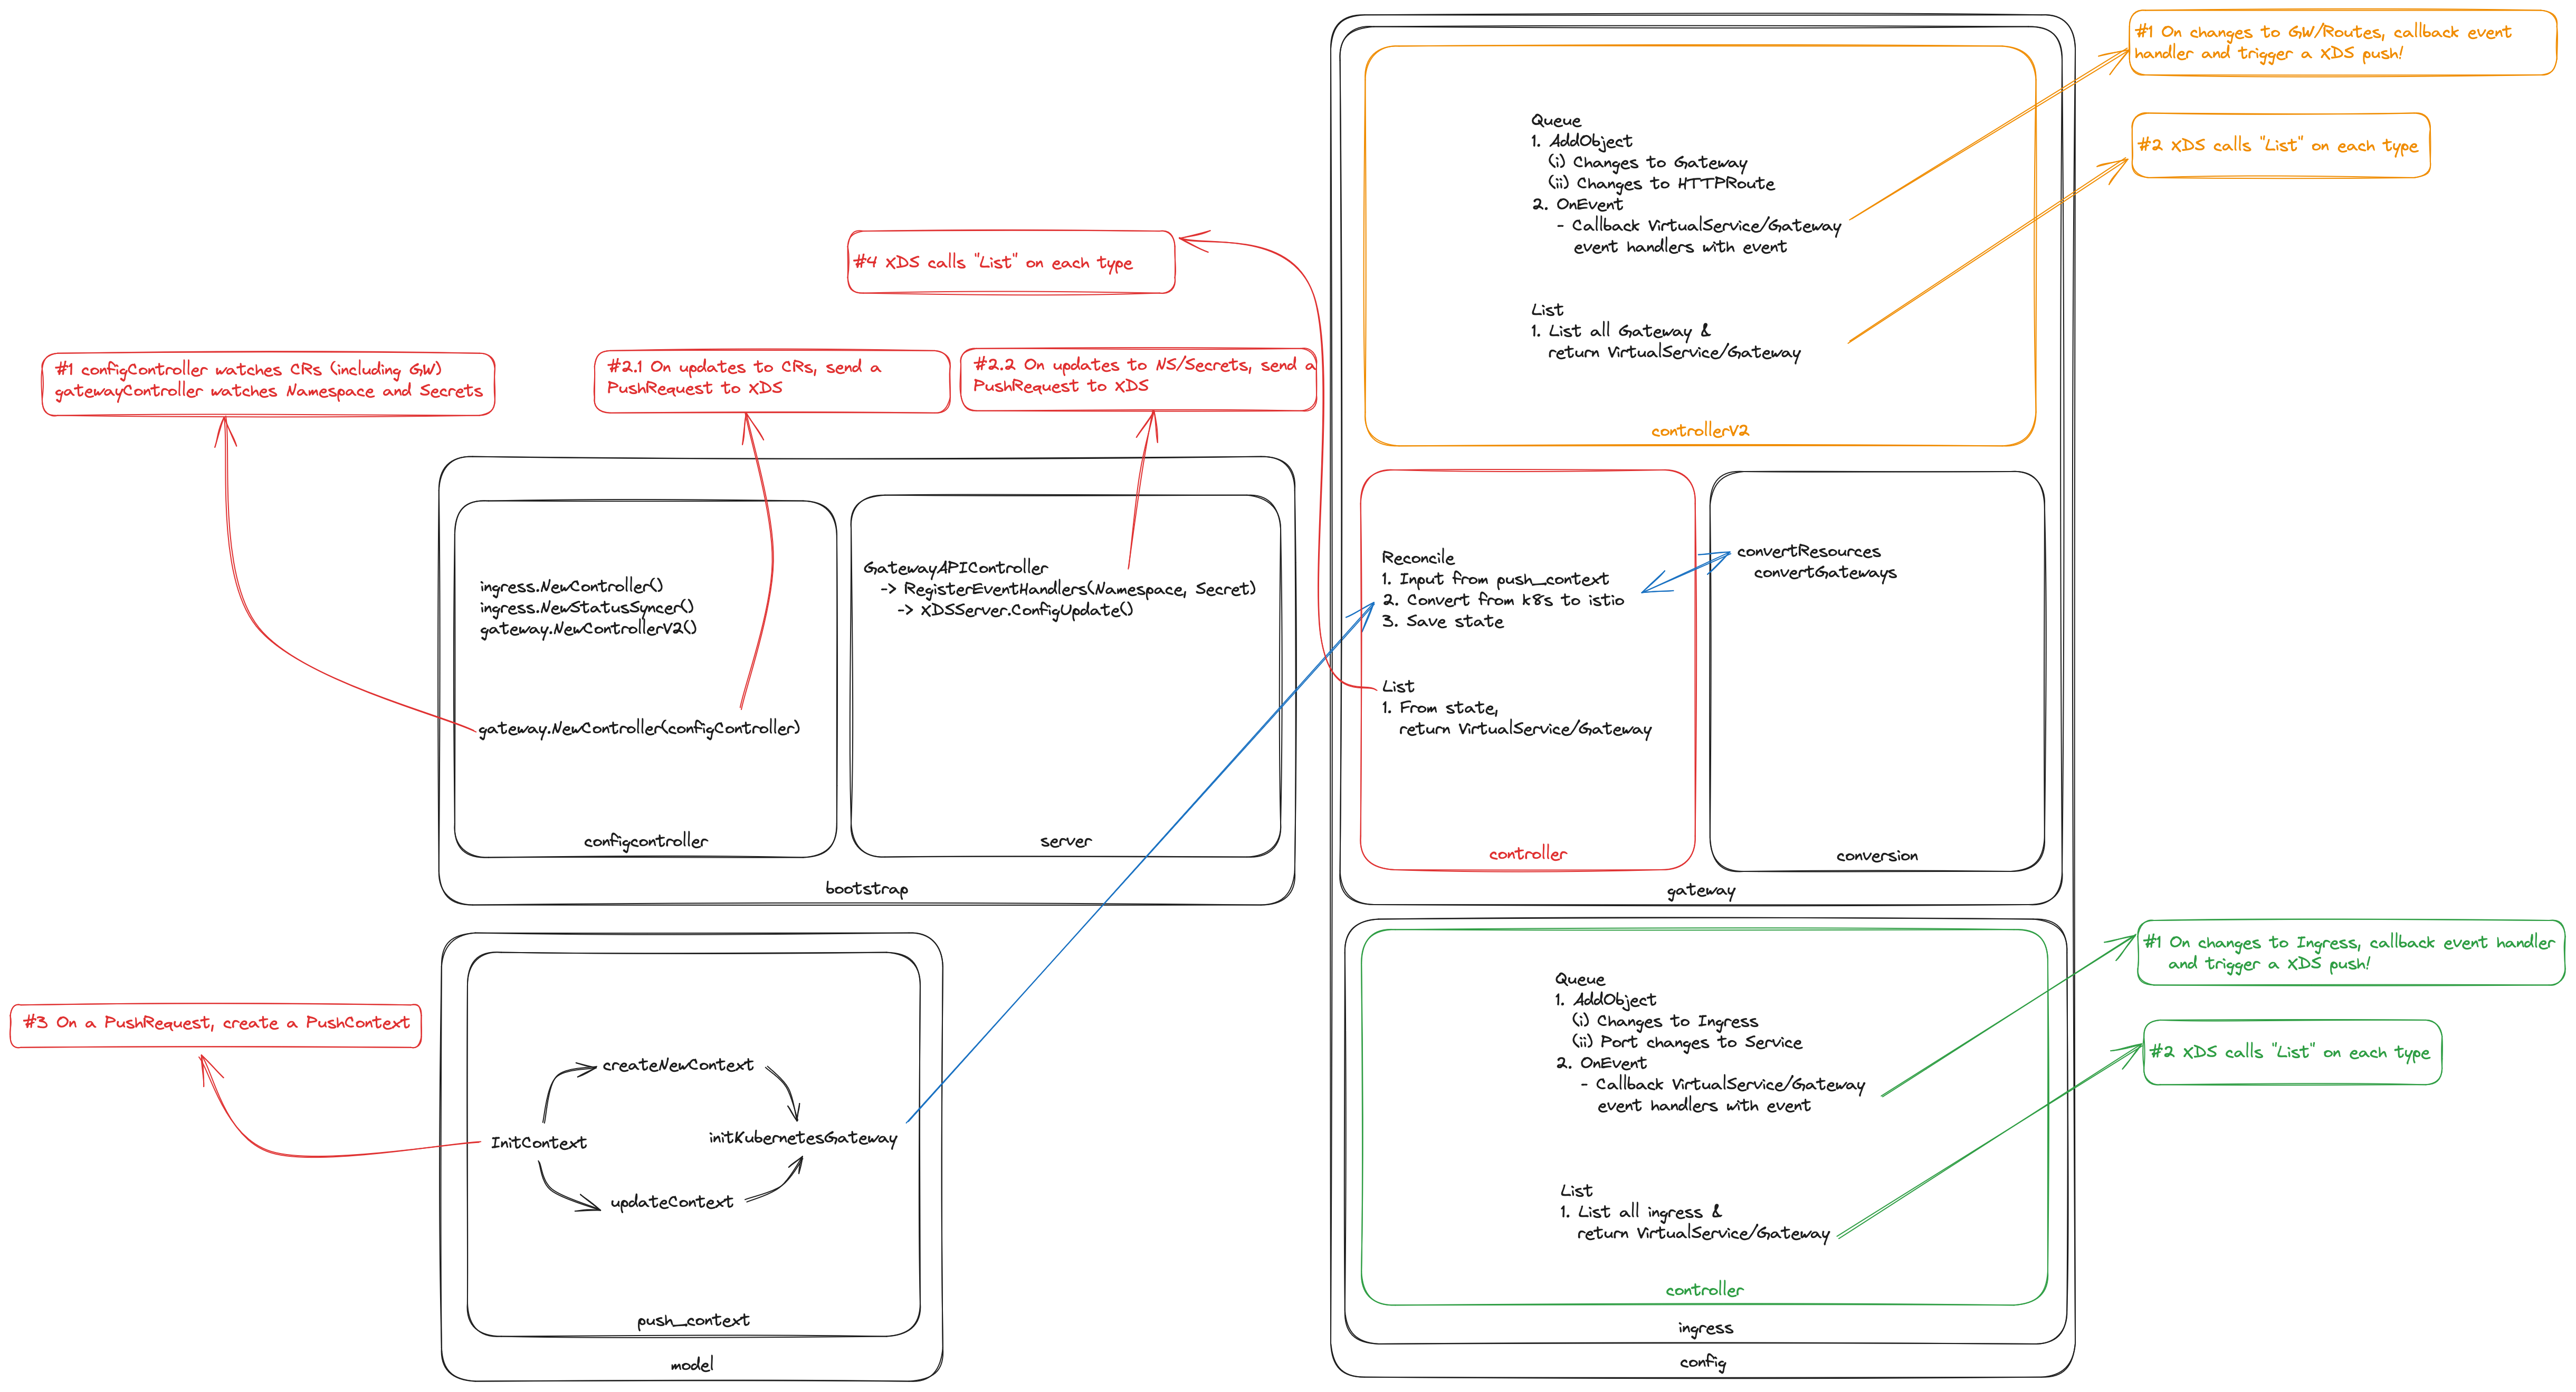 #1 On changes to GW/Routes, callback event
handler and trigger a XDS push!
#2 XDS calls "List" on each type
Queue
1. AddObject
(i) Changes to Gateway
(ii) Changes to HTTPRoute
2. OnEvent
- Callback VirtualService/Gateway
event handlers with event
List
1. List all Gateway &
return VirtualService/Gateway
controllerV2
#4 XDS calls "List" on each type
#1 configController watches CRs (including GW)
gatewayController watches Namespace and Secrets
#2.1 On updates to CRs, send a
PushRequest to XDS
#2.2 On updates to NS/Secrets, send a
PushRequest to XDS
ingress.NewController()
ingress.NewStatusSyncer()
gateway.NewControllerV2()
gateway.NewController(configController)
configcontroller
GatewayAPIController
-> RegisterEventHandlers(Namespace, Secret)
-> XDSServer.ConfigUpdate()
server
bootstrap
Reconcile
1. Input from push_context
2. Convert from k8s to istio
3. Save state
List
1. From state,
return VirtualService/Gateway
controller
convertResources
convertGateways
conversion
gateway
#3 On a PushRequest, create a PushContext
createNewContext
InitContext
initKubernetesGateway
updateContext
push_context
model
Queue
1. AddObject
(i) Changes to Ingress
(ii) Port changes to Service
2. OnEvent
- Callback VirtualService/Gateway
event handlers with event
List
1. List all ingress &
return VirtualService/Gateway
controller
ingress
config
#1 On changes to Ingress, callback event handler
and trigger a XDS push!
#2 XDS calls "List" on each type